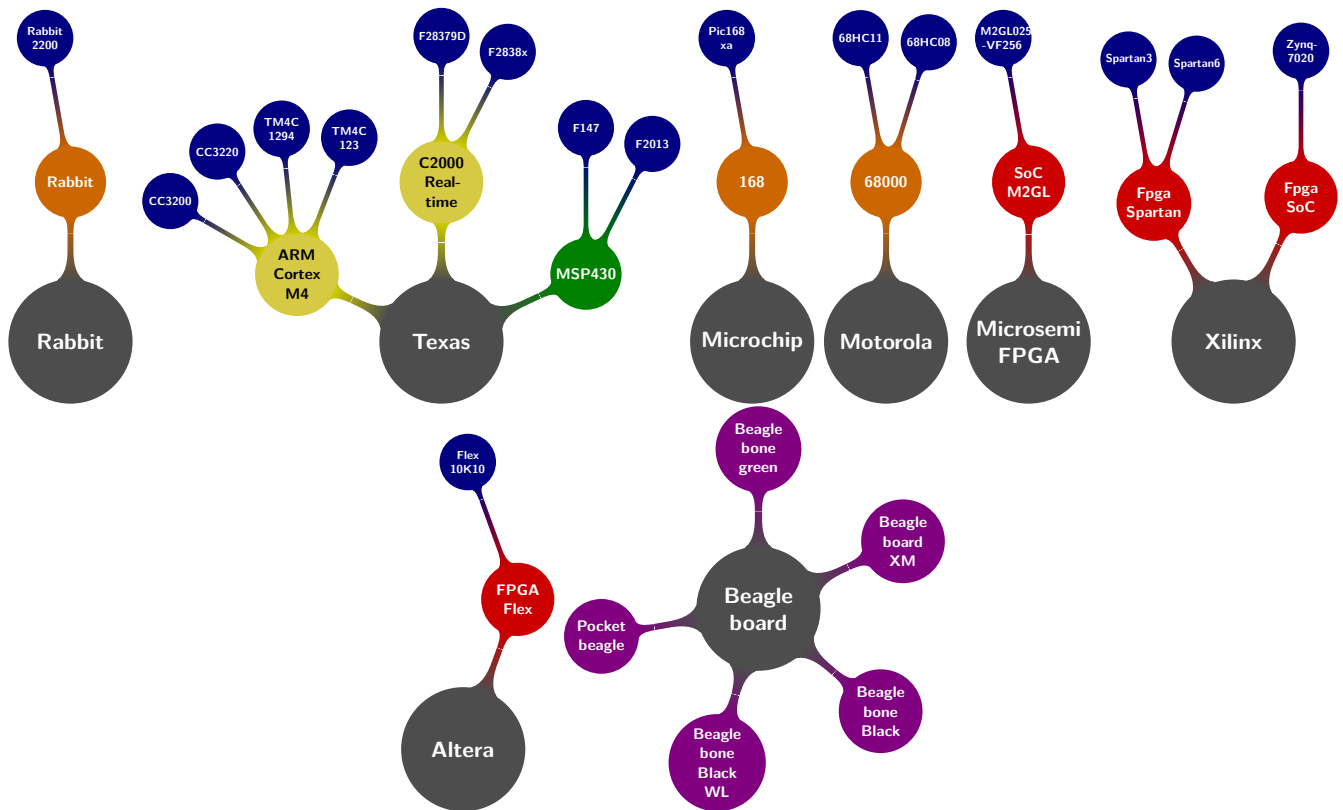 Rabbit
2200
Rabbit
Rabbit
CC3200
CC3220
TM4C
1294
TM4C
123
ARM
Cortex
M4
F28379D
F2838x
C2000
Real-
time
F147
F2013
MSP430
Texas
Pic168
xa
168
Microchip
68HC11
68HC08
68000
Motorola
M2GL025
-VF256
SoC
M2GL
Microsemi
FPGA
Spartan3
Spartan6
Fpga
Spartan
Zynq-
7020
Fpga
SoC
Xilinx
Flex
10K10
FPGA
Flex
Altera
Beagle
bone
green
Beagle
board
XM
Beagle
board
Pocket
beagle
Beagle
bone
Black
Beagle
bone
Black
WL